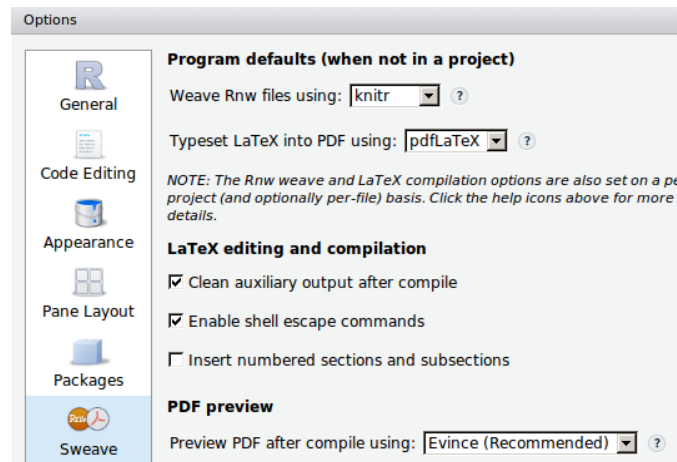 Options
R
General
Code Editing
Appearance
Pane Layout
Packages
Rnw
Sweave
Program defaults (when not in a project)
Weave Rnw files using: knitr ?
Typeset LaTeX into PDF using: pdfLaTeX ?
NOTE: The Rnw weave and LaTeX compilation options are also set on a pe
project (and optionally per-file) basis. Click the help icons above for more
details.
LaTeX editing and compilation
Clean auxiliary output after compile
Enable shell escape commands
Insert numbered sections and subsections
PDF preview
Preview PDF after compile using: Evince (Recommended) ?